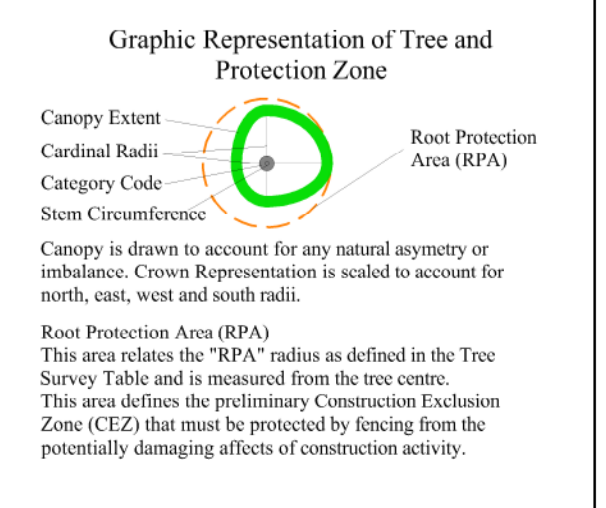 Graphic Representation of Tree and
Protection Zone
Canopy Extent
Cardinal Radii
Category Code
Stem Circumference
Root Protection
Area (RPA)
Canopy is drawn to account for any natural asymetry or
imbalance. Crown Representation is scaled to account for
north, east, west and south radii.
Root Protection Area (RPA)
This area relates the "RPA" radius as defined in the Tree
Survey Table and is measured from the tree centre.
This area defines the preliminary Construction Exclusion
Zone (CEZ) that must be protected by fencing from the
potentially damaging affects of construction activity.